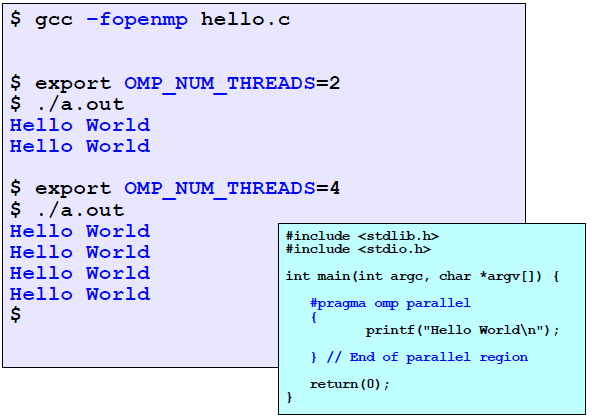 $ gcc –fopenmp hello.c
$ export OMP_NUM_THREADS=2
$ ./a.out
Hello World
Hello World
$ export OMP_NUM_THREADS=4
$ ./a.out
Hello World
Hello World
Hello World
Hello World
$
#include <stdlib.h>
#include <stdio.h>
int main(int argc, char *argv[]) {
#pragma omp parallel
{
printf("Hello World\n");
} // End of parallel region
return(0);
}